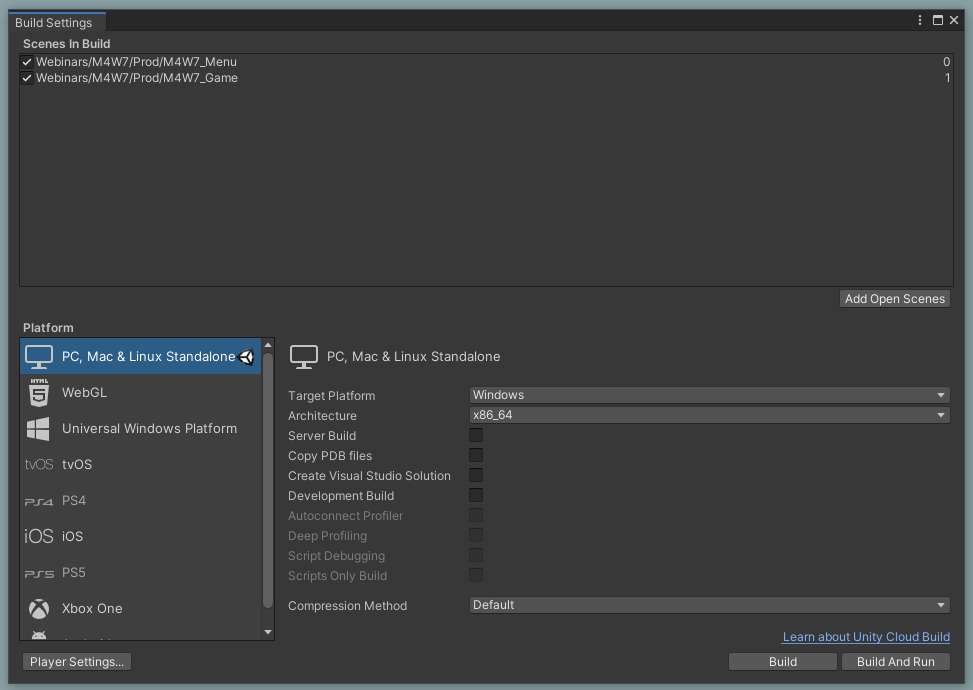 Build Settings
Scenes In Build
Webinars/M4W7/Prod/M4W7_Menu 0
Webinars/M4W7/Prod/M4W7_Game 1
Add Open Scenes
Platform
PC, Mac & Linux Standalone
HTML 5 WebGL
Universal Windows Platform
tvOS tvOS
PS4 PS4
iOS iOS
PS5 PS5
Xbox One
PC, Mac & Linux Standalone
Target Platform Windows
Architecture x86_64
Server Build
Copy PDB files
Create Visual Studio Solution
Development Build
Autoconnect Profiler
Deep Profiling
Script Debugging
Scripts Only Build
Compression Method Default
Learn about Unity Cloud Build
Player Settings...
Build
Build And Run